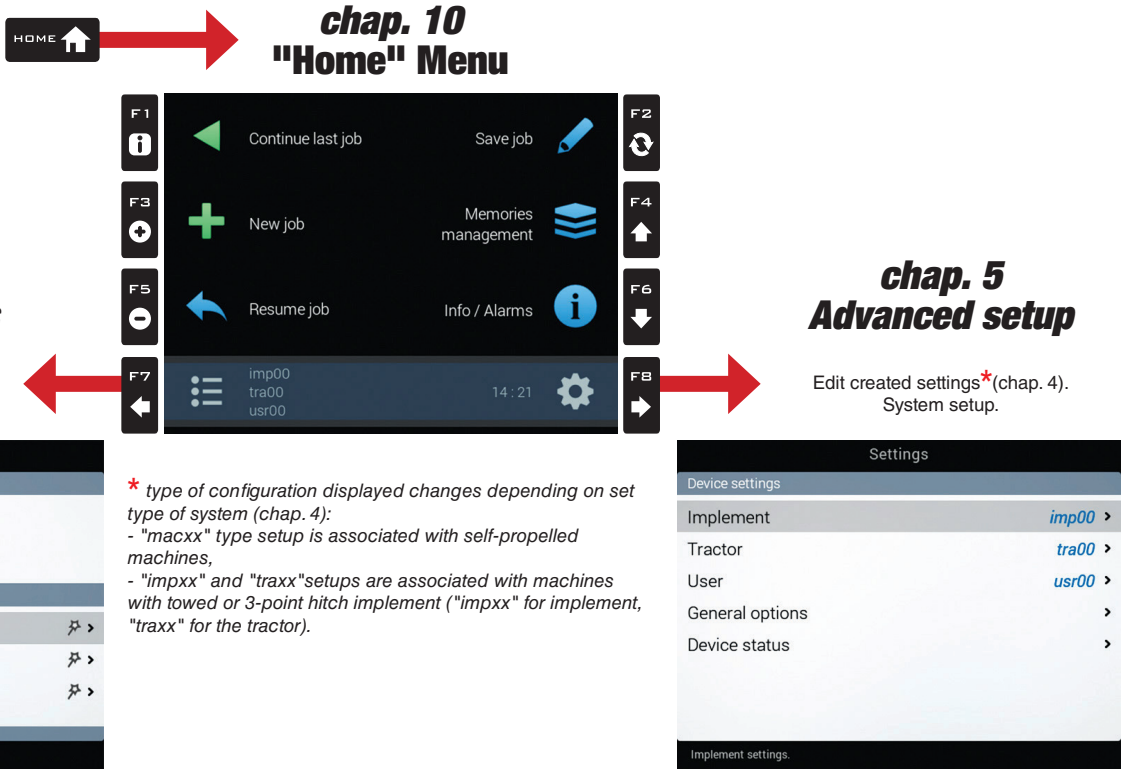 HOME
chap. 10
"Home" Menu
F1
Continue last job
Save job
F2
F3
New job
Memories
management
F4
F5
Resume job
Info / Alarms
F6
F7
imp00
tra00
usr00
14 : 21
F8
* type of configuration displayed changes depending on set
type of system (chap. 4):
- "macxx" type setup is associated with self-propelled
machines,
- "impxx" and "traxx"setups are associated with machines
with towed or 3-point hitch implement ("impxx" for implement,
"traxx" for the tractor).
chap. 5
Advanced setup
Edit created settings*(chap. 4).
System setup.
Settings
Device settings
Implement imp00 >
Tractor tra00 >
User usr00 >
General options >
Device status >
Implement settings.